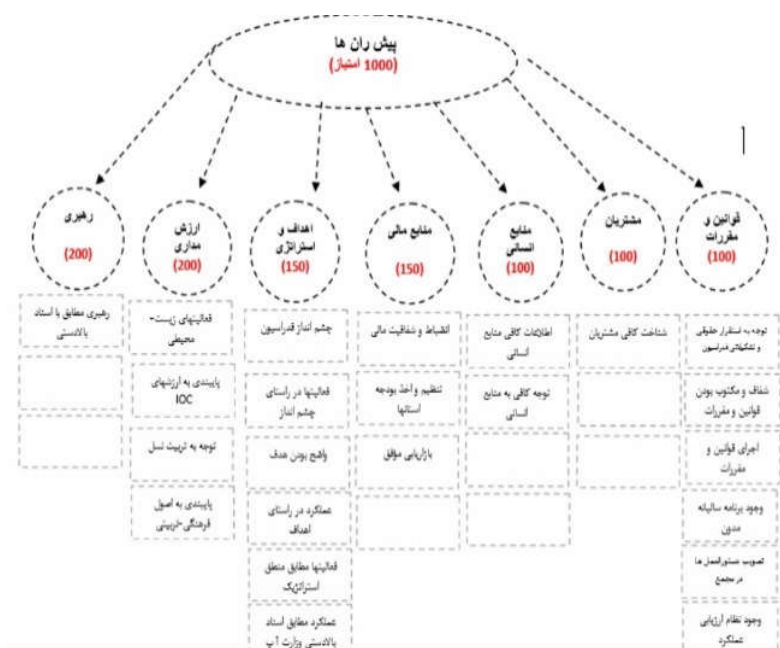 پیش ران ها
(1000 امتیاز)
قوانین و
مقررات
(100)
مشتریان
(100)
منابع
انسانی
(100)
منابع مالی
(150)
اهداف و
استراتژی
(150)
ارزش
مداری
(200)
رهبری
(200)
توجه به استقرار حقوقی
و تشکیلاتی فدراسیون
شفاف و مکتوب بودن
قوانین و مقررات
اجرای قوانین و
مقررات
وجود برنامه سالیانه
مدون
تصویب دستورالعمل ها
در مجمع
وجود نظام ارزیابی
عملکرد
شناخت کافی مشتریان
اطلاعات کافی منابع
انسانی
توجه کافی به منابع
انسانی
انضباط و شفافیت مالی
تنظیم و اخذ بودجه
استانها
بازاریابی موفق
چشم انداز فدراسیون
فعالیتها در راستای
چشم انداز
واضح بودن هدف
عملکرد در راستای
اهداف
فعالیتها مطابق منطق
استراتژیک
عملکرد مطابق اسناد
بالادستی وزارت
فعالیتهای زیست-
محیطی
پایبندی به ارزشهای
IOC
توجه به تربیت نسل
پایبندی به اصول
فرهنگی-تربیتی
رهبری مطابق با اسناد
بالادستی